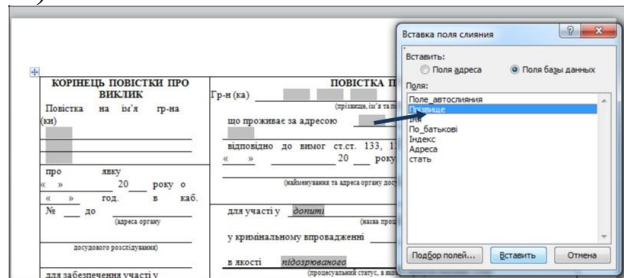 КОРІНЕЦЬ ПОВІСТКИ ПРО
ВИКЛИК
Повістка на ім'я гр-на
(ки)
про явку
« » 20 року о
« » год. в каб.
№ до
(адреса органу
досудового розслідування)
для забезпечення участі у
ПОВІСТКА П
Гр-н (ка)
(прізвище, ім'я та п
що проживає за адресою
відповідно до вимог ст.ст. 133, 1
« » 20 року
(найменування та адреса органу дос
для участі у допиті
(назва проц
у кримінальному впровадженні
в якості підозрюваного
(процесуальний статус, в яко
Вставка поля слияния
Вставить:
Поля адреса
Поля базы данных
Поля:
Поле_автослияния
Прізвище
Імя
По_батькові
Індекс
Адреса
стать
Подбор полей...
Вставить
Отмена